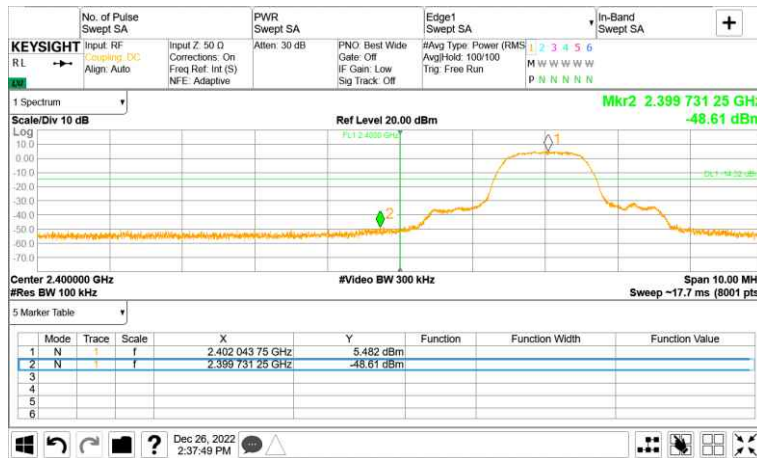 No. of Pulse
Swept SA
PWR
Swept SA
Edge1
Swept SA
In-Band
Swept SA
KEYSIGHT
RL
Input: RF
Coupling: DC
Align: Auto
Input Z: 50 Ω
Corrections: On
Freq Ref: Int (S)
NFE: Adaptive
Atten: 30 dB
PNO: Best Wide
Gate: Off
IF Gain: Low
Sig Track: Off
#Avg Type: Power (RMS
Avg|Hold: 100/100
Trig: Free Run
1 2 3 4 5 6
M W W W W W
P N N N N N
1 Spectrum
Mkr2 2.399 731 25 GHz
Scale/Div 10 dB
Ref Level 20.00 dBm
-48.61 dBm
Log
10.0
0.00
-10.0
-20.0
-30.0
-40.0
-50.0
-60.0
-70.0
FL1 2.4000 GHz
1
2
Center 2.400000 GHz
#Video BW 300 kHz
Span 10.00 MH
#Res BW 100 kHz
Sweep ~17.7 ms (8001 pts
5 Marker Table
Mode Trace Scale X Y Function Function Width Function Value
1 N 1 f 2.402 043 75 GHz 5.482 dBm
2 N 1 f 2.399 731 25 GHz -48.61 dBm
3
4
5
6
?
Dec 26, 2022
2:37:49 PM